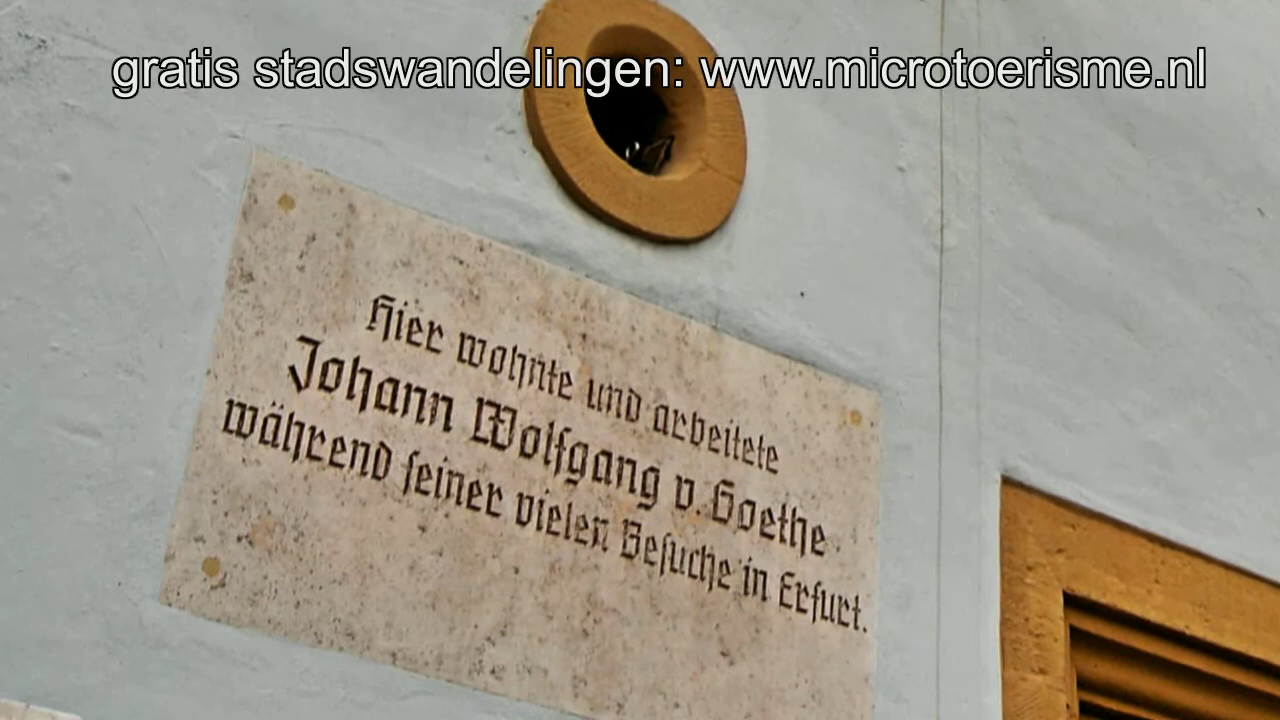 gratis stadswandelingen: www.microtoerisme.nl
Hier wohnte und arbeitete
Johann Wolfgang v. Goethe
während seiner vielen Besuche in Erfurt.